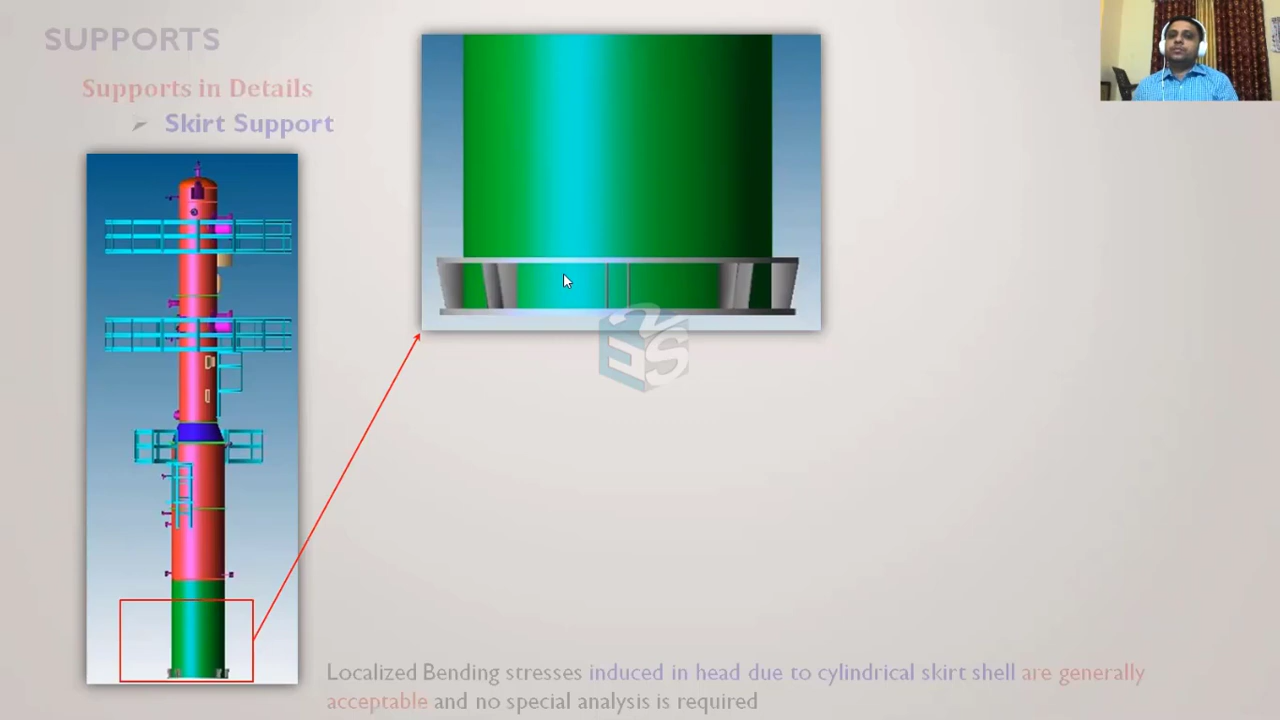 SUPPORTS
Supports in Details
Skirt Support
E2S
Localized Bending stresses induced in head due to cylindrical skirt shell are generally
acceptable and no special analysis is required